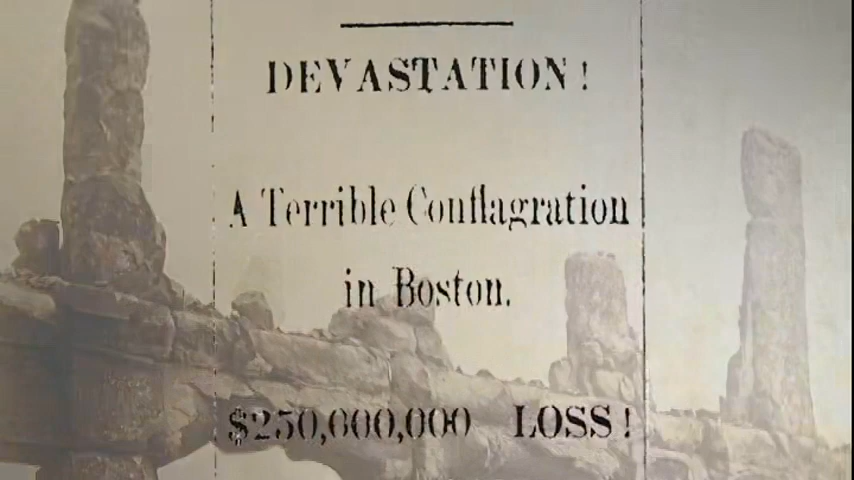 DEVASTATION!
A Terrible Conflagration
in Boston.
$250,000,000 LOSS!